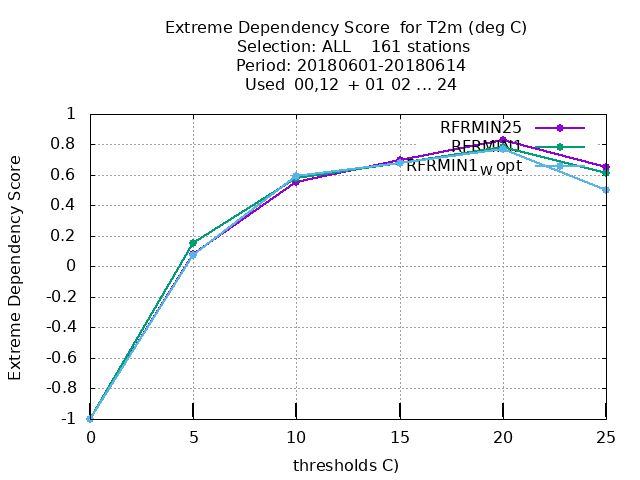 Extreme Dependency Score  for T2m (deg C)
Selection: ALL    161 stations
Period: 20180601-20180614
Used  00,12  + 01 02 ... 24
Extreme Dependency Score
1
0.8
0.6
0.4
0.2
0
-0.2
-0.4
-0.6
-0.8
-1
RFRMIN25
RFRMIN1
RFRMIN1w opt
0 5 10 15 20 25
thresholds C)